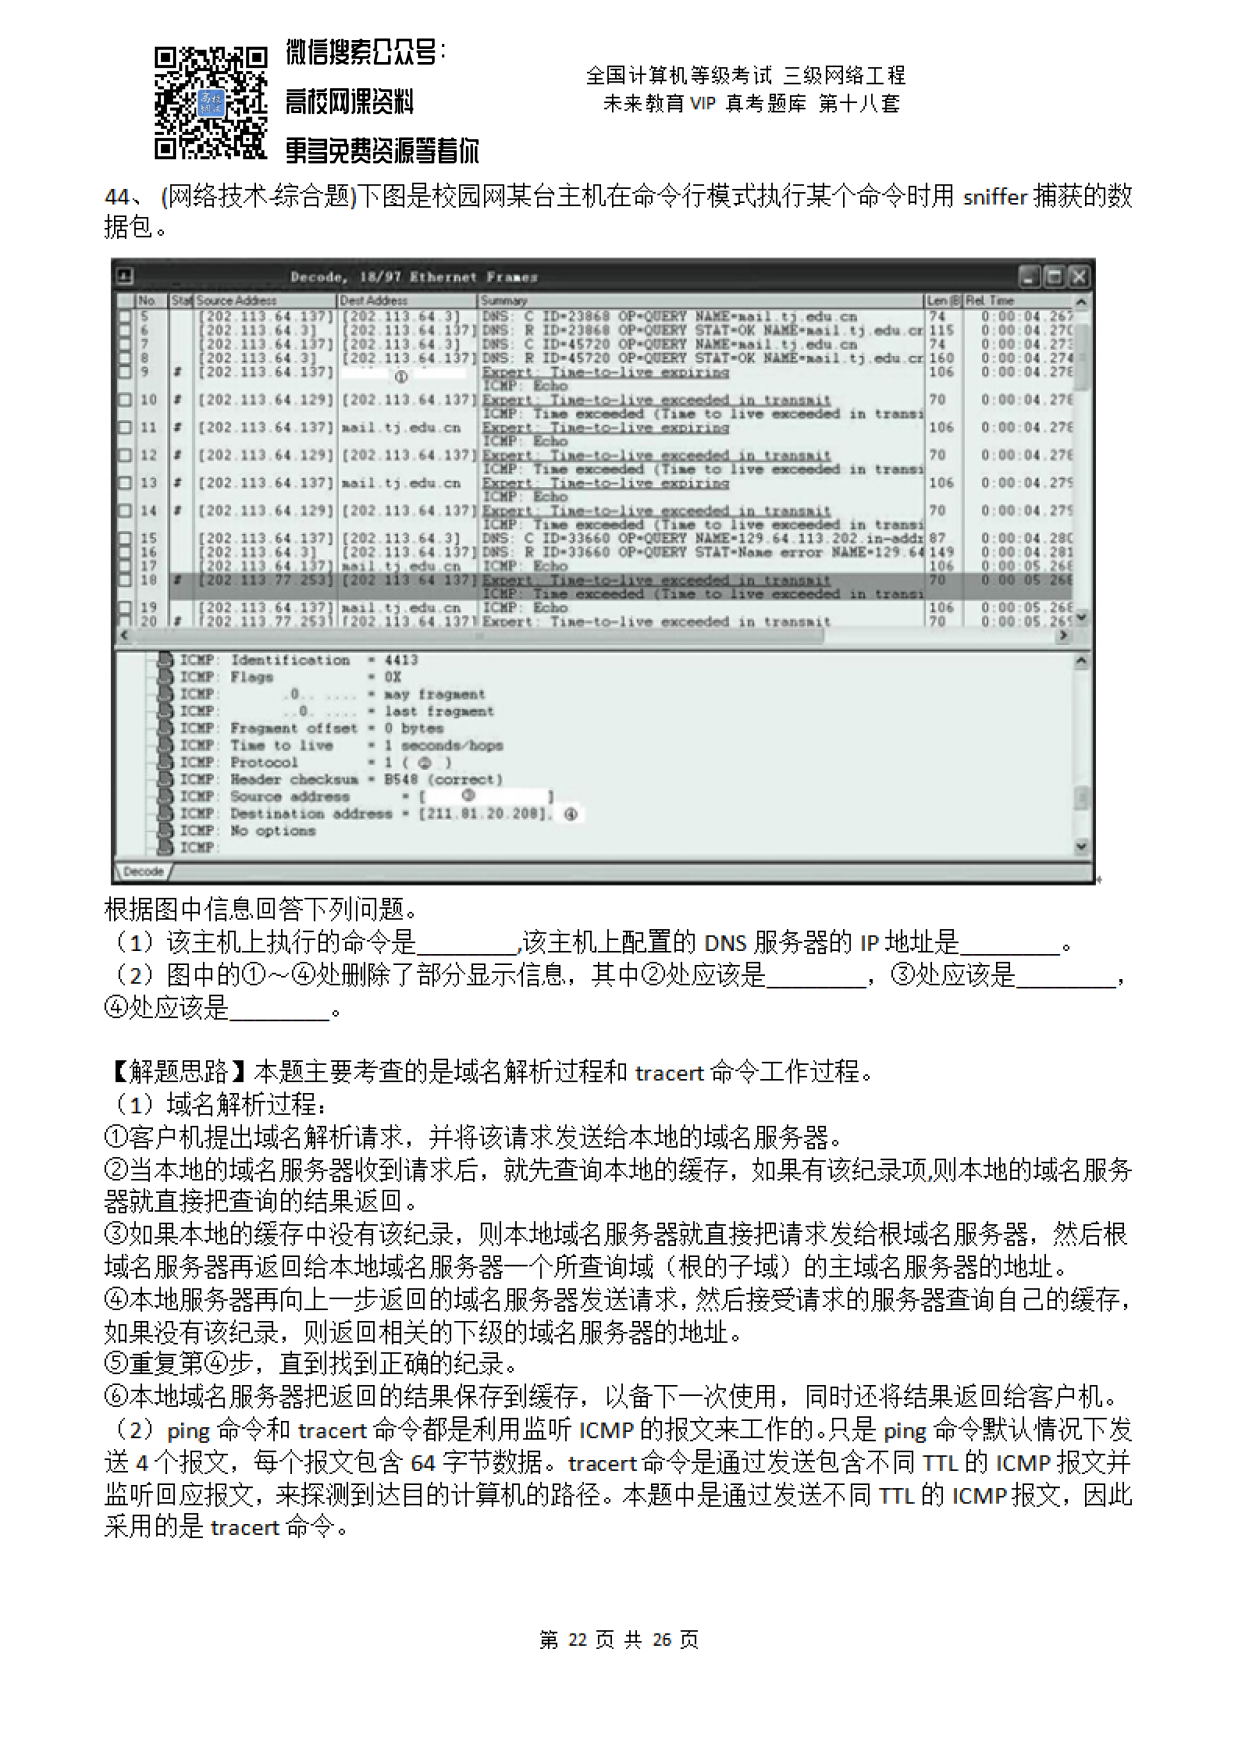 微信搜索公众号：
高校网课资料
更多免费资源等着你
全国计算机等级考试 三级网络工程
未来教育 VIP 真考题库 第十八套
44、 (网络技术-综合题)下图是校园网某台主机在命令行模式执行某个命令时用 sniffer 捕获的数
据包。
Decode, 18/97 Ethernet Frames
No. Stat Source Address Dest Address Summary Len (B) Rel. Time
5 [202.113.64.137] [202.113.64.3] DNS: C ID=23868 OP=QUERY NAME=mail.tj.edu.cn 74 0:00:04.267
6 [202.113.64.3] [202.113.64.137] DNS: R ID=23868 OP=QUERY STAT=OK NAME=mail.tj.edu.cr 115 0:00:04.270
7 [202.113.64.137] [202.113.64.3] DNS: C ID=45720 OP=QUERY NAME=mail.tj.edu.cn 74 0:00:04.273
8 [202.113.64.3] [202.113.64.137] DNS: R ID=45720 OP=QUERY STAT=OK NAME=mail.tj.edu.cr 160 0:00:04.274
9 # [202.113.64.137] ① Expert: Time-to-live expiring 106 0:00:04.278
ICMP: Echo
10 # [202.113.64.129] [202.113.64.137] Expert: Time-to-live exceeded in transmit 70 0:00:04.278
ICMP: Time exceeded (Time to live exceeded in transi
11 # [202.113.64.137] mail.tj.edu.cn Expert: Time-to-live expiring 106 0:00:04.278
ICMP: Echo
12 # [202.113.64.129] [202.113.64.137] Expert: Time-to-live exceeded in transmit 70 0:00:04.278
ICMP: Time exceeded (Time to live exceeded in transi
13 # [202.113.64.137] mail.tj.edu.cn Expert: Time-to-live expiring 106 0:00:04.279
ICMP: Echo
14 # [202.113.64.129] [202.113.64.137] Expert: Time-to-live exceeded in transmit 70 0:00:04.279
ICMP: Time exceeded (Time to live exceeded in transi
15 [202.113.64.137] [202.113.64.3] DNS: C ID=33660 OP=QUERY NAME=129.64.113.202.in-addr 87 0:00:04.280
16 [202.113.64.3] [202.113.64.137] DNS: R ID=33660 OP=QUERY STAT=Name error NAME=129.64 149 0:00:04.281
17 [202.113.64.137] mail.tj.edu.cn ICMP: Echo 106 0:00:05.268
18 # [202.113.77.253] [202.113.64.137] Expert: Time-to-live exceeded in transmit 70 0:00:05.268
ICMP: Time exceeded (Time to live exceeded in transi
19 [202.113.64.137] mail.tj.edu.cn ICMP: Echo 106 0:00:05.268
20 # [202.113.77.253] [202.113.64.137] Expert: Time-to-live exceeded in transmit 70 0:00:05.269
ICMP: Identification = 4413
ICMP: Flags = 0X
ICMP: .0.. .... = may fragment
ICMP: ..0. .... = last fragment
ICMP: Fragment offset = 0 bytes
ICMP: Time to live = 1 seconds/hops
ICMP: Protocol = 1 ( ② )
ICMP: Header checksum = B548 (correct)
ICMP: Source address = [ ③ ]
ICMP: Destination address = [211.81.20.208]. ④
ICMP: No options
ICMP:
Decode
根据图中信息回答下列问题。
（1）该主机上执行的命令是________,该主机上配置的 DNS 服务器的 IP 地址是________。
（2）图中的①～④处删除了部分显示信息，其中②处应该是________，③处应该是________，
④处应该是________。
【解题思路】本题主要考查的是域名解析过程和 tracert 命令工作过程。
（1）域名解析过程：
①客户机提出域名解析请求，并将该请求发送给本地的域名服务器。
②当本地的域名服务器收到请求后，就先查询本地的缓存，如果有该纪录项,则本地的域名服务
器就直接把查询的结果返回。
③如果本地的缓存中没有该纪录，则本地域名服务器就直接把请求发给根域名服务器，然后根
域名服务器再返回给本地域名服务器一个所查询域（根的子域）的主域名服务器的地址。
④本地服务器再向上一步返回的域名服务器发送请求，然后接受请求的服务器查询自己的缓存，
如果没有该纪录，则返回相关的下级的域名服务器的地址。
⑤重复第④步，直到找到正确的纪录。
⑥本地域名服务器把返回的结果保存到缓存，以备下一次使用，同时还将结果返回给客户机。
（2）ping 命令和 tracert 命令都是利用监听 ICMP 的报文来工作的。只是 ping 命令默认情况下发
送 4 个报文，每个报文包含 64 字节数据。tracert 命令是通过发送包含不同 TTL 的 ICMP 报文并
监听回应报文，来探测到达目的计算机的路径。本题中是通过发送不同 TTL 的 ICMP 报文，因此
采用的是 tracert 命令。
第 22 页 共 26 页